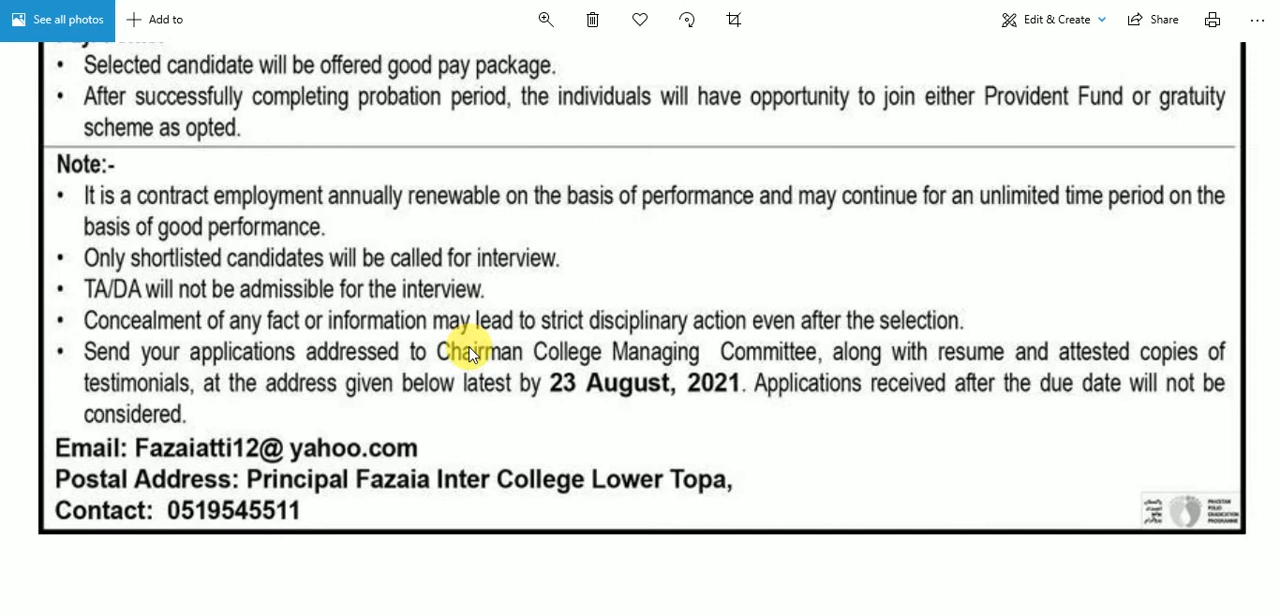 See all photos
Add to
Edit & Create
Share
• Selected candidate will be offered good pay package.
• After successfully completing probation period, the individuals will have opportunity to join either Provident Fund or gratuity
scheme as opted.
Note:-
• It is a contract employment annually renewable on the basis of performance and may continue for an unlimited time period on the
basis of good performance.
• Only shortlisted candidates will be called for interview.
• TA/DA will not be admissible for the interview.
• Concealment of any fact or information may lead to strict disciplinary action even after the selection.
• Send your applications addressed to Chairman College Managing Committee, along with resume and attested copies of
testimonials, at the address given below latest by 23 August, 2021. Applications received after the due date will not be
considered.
Email: Fazaiatti12@ yahoo.com
Postal Address: Principal Fazaia Inter College Lower Topa,
Contact: 0519545511
PAKISTAN
POLIO
ERADICATION
PROGRAMME